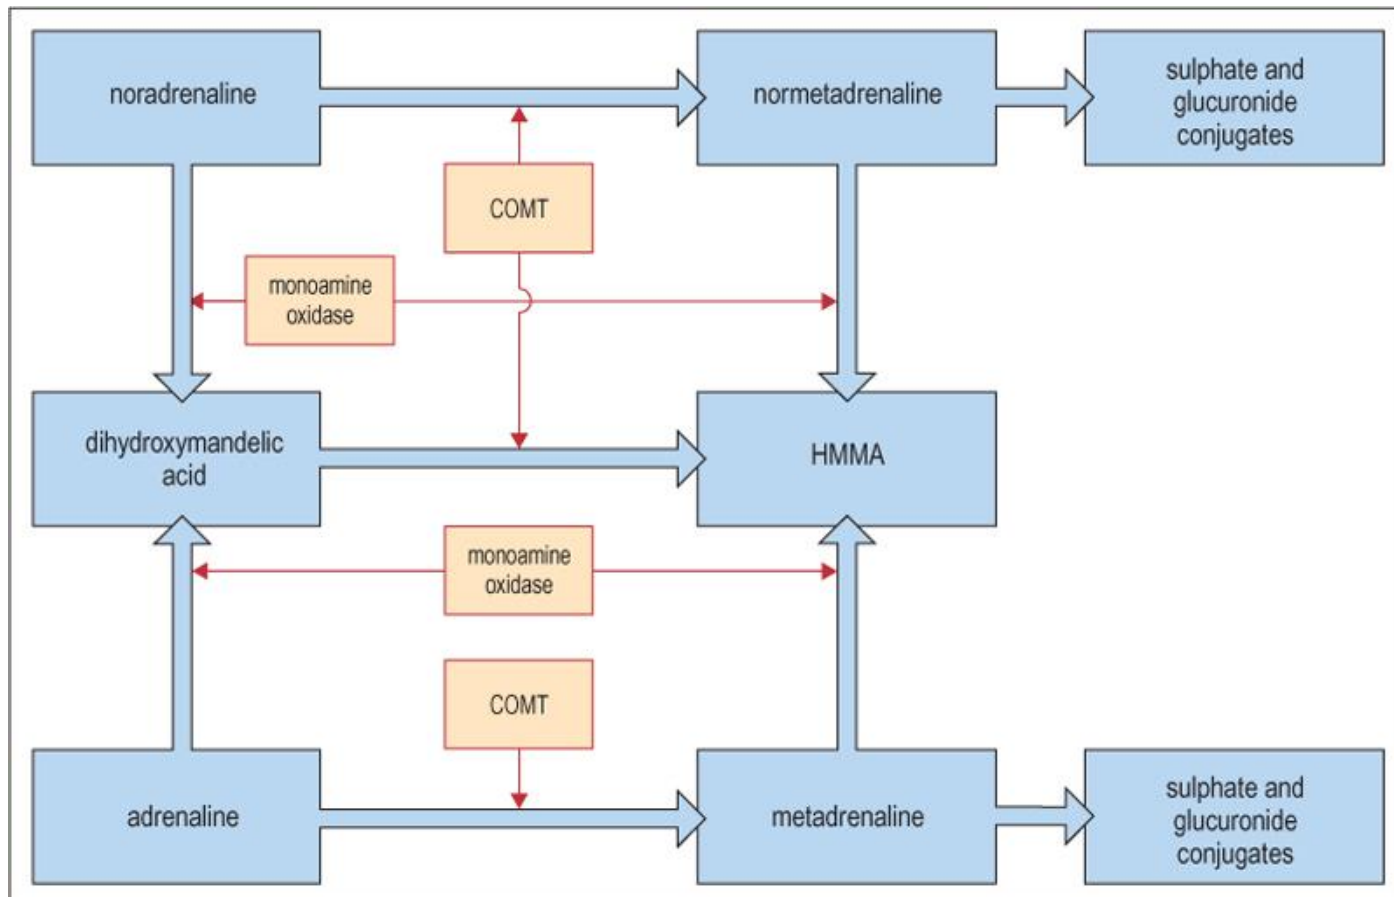 noradrenaline
normetadrenaline
sulphate and
glucuronide
conjugates
COMT
monoamine
oxidase
dihydroxymandelic
acid
HMMA
monoamine
oxidase
COMT
adrenaline
metadrenaline
sulphate and
glucuronide
conjugates